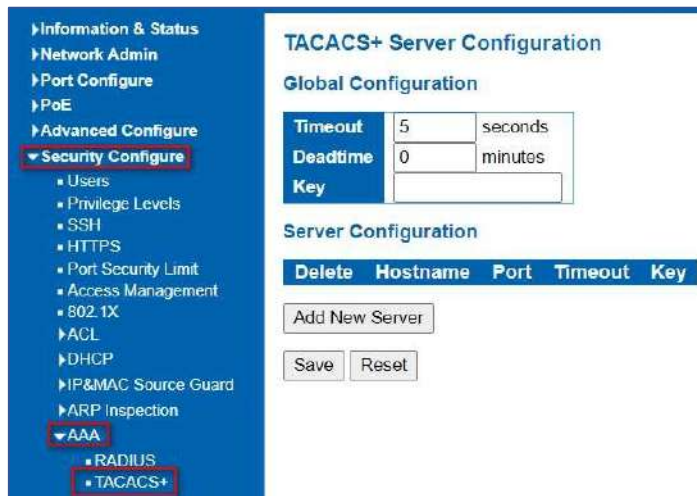 Information & Status
Network Admin
Port Configure
PoE
Advanced Configure
Security Configure
Users
Privilege Levels
SSH
HTTPS
Port Security Limit
Access Management
802.1X
ACL
DHCP
IP&MAC Source Guard
ARP Inspection
AAA
RADIUS
TACACS+
TACACS+ Server Configuration
Global Configuration
Timeout 5 seconds
Deadtime 0 minutes
Key
Server Configuration
Delete Hostname Port Timeout Key
Add New Server
Save Reset